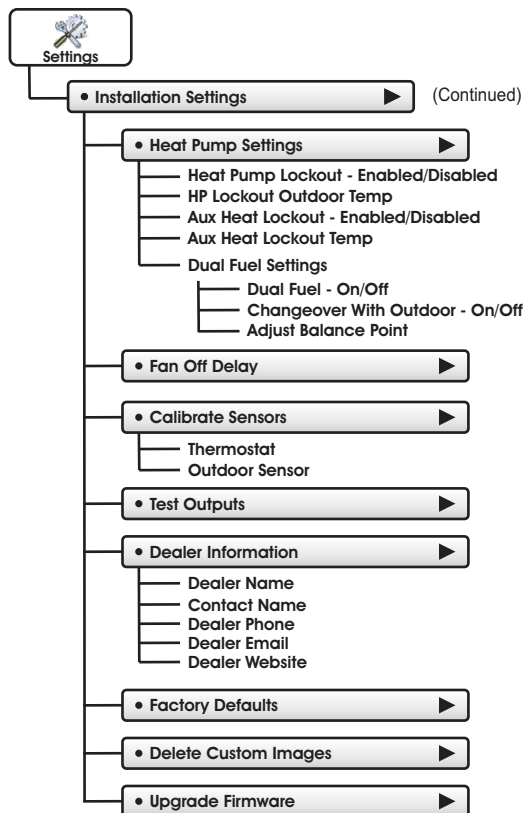 Settings
• Installation Settings (Continued)
• Heat Pump Settings
Heat Pump Lockout - Enabled/Disabled
HP Lockout Outdoor Temp
Aux Heat Lockout - Enabled/Disabled
Aux Heat Lockout Temp
Dual Fuel Settings
Dual Fuel - On/Off
Changeover With Outdoor - On/Off
Adjust Balance Point
• Fan Off Delay
• Calibrate Sensors
Thermostat
Outdoor Sensor
• Test Outputs
• Dealer Information
Dealer Name
Contact Name
Dealer Phone
Dealer Email
Dealer Website
• Factory Defaults
• Delete Custom Images
• Upgrade Firmware